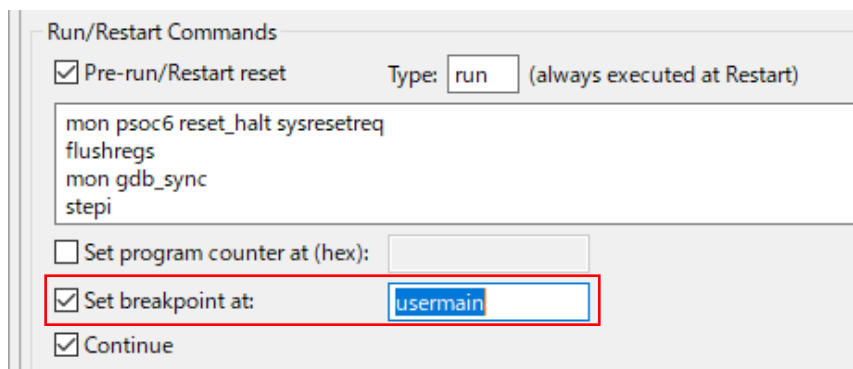 Run/Restart Commands
Pre-run/Restart reset Type: run (always executed at Restart)
mon psoc6 reset_halt sysresetreq
flushregs
mon gdb_sync
stepi
Set program counter at (hex):
Set breakpoint at: usermain
Continue